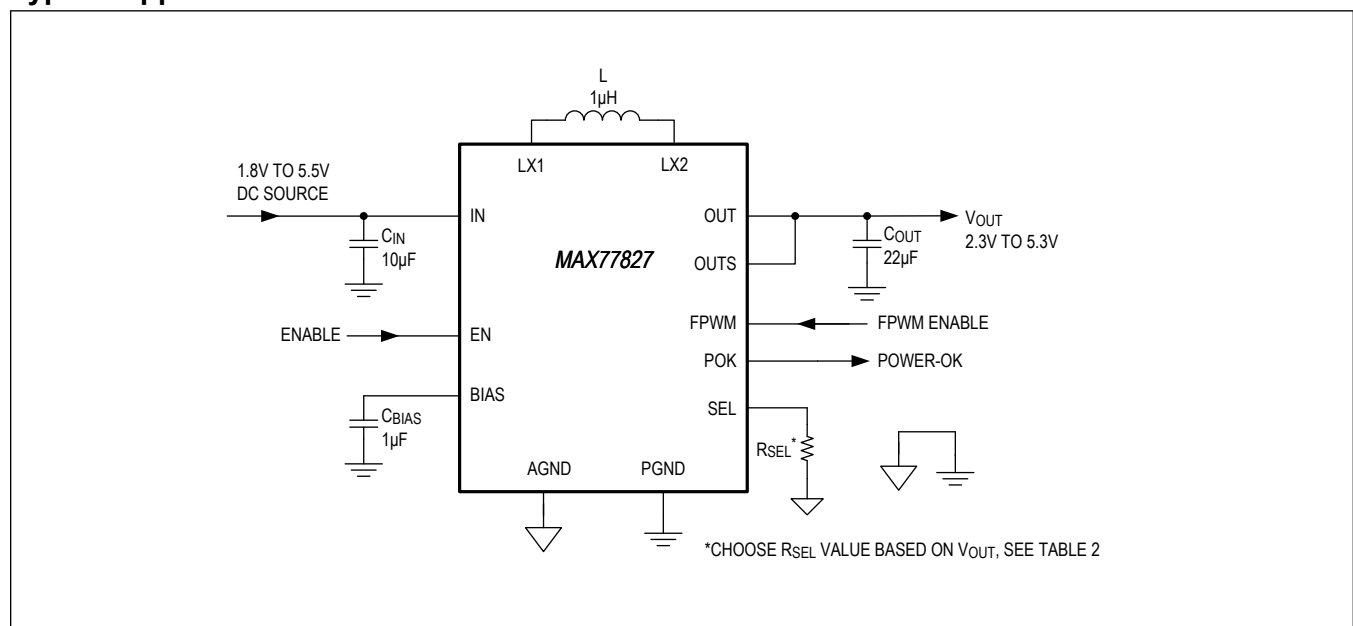 L
1µH
LX1
LX2
1.8V TO 5.5V
DC SOURCE
IN
OUT
VOUT
2.3V TO 5.3V
CIN
10µF
COUT
22µF
MAX77827
OUTS
FPWM
FPWM ENABLE
ENABLE
EN
POK
POWER-OK
BIAS
SEL
CBIAS
1µF
RSEL*
AGND
PGND
*CHOOSE RSEL VALUE BASED ON VOUT, SEE TABLE 2